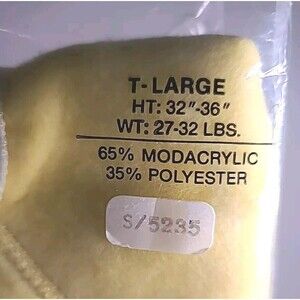 T-LARGE
HT: 32"-36"
WT: 27-32 LBS.
65% MODACRYLIC
35% POLYESTER
S/5235